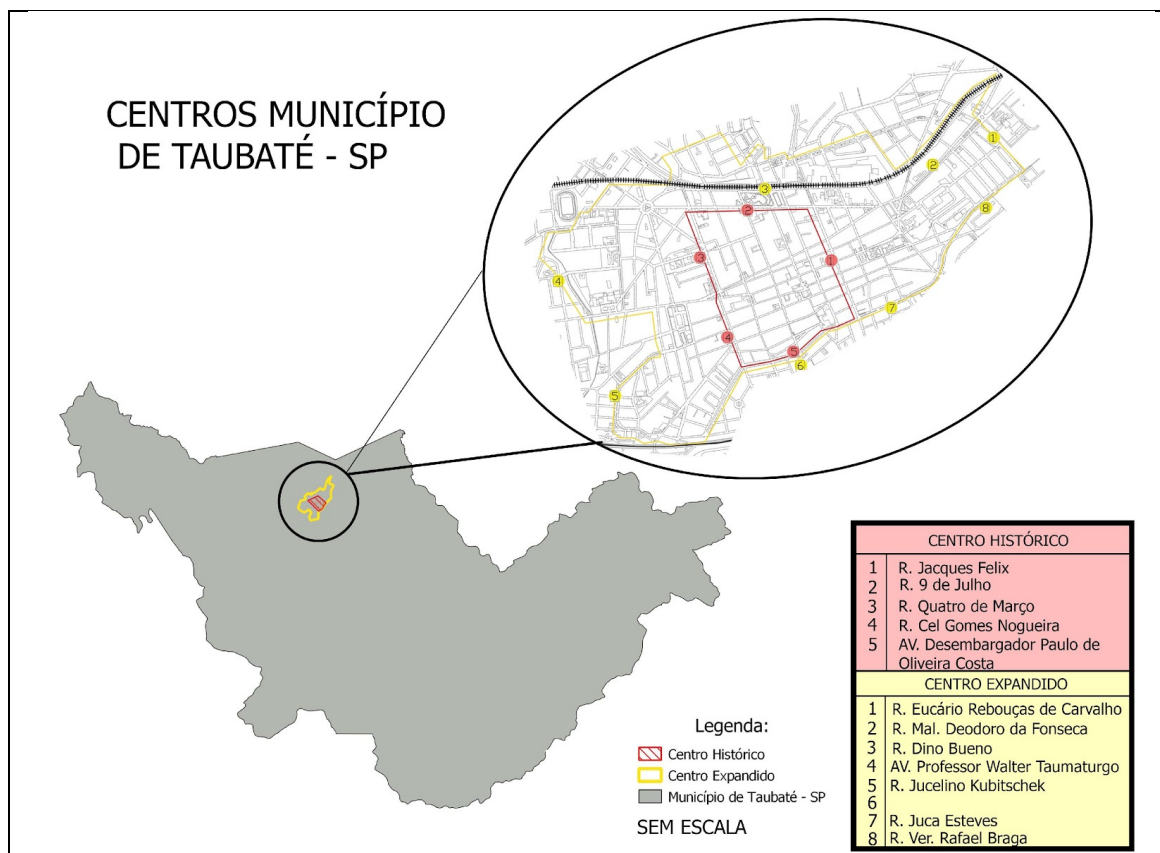 CENTROS MUNICÍPIO
DE TAUBATÉ - SP
1
2
3
2
8
3
1
4
7
4
5
6
5
CENTRO HISTÓRICO
1 R. Jacques Felix
2 R. 9 de Julho
3 R. Quatro de Março
4 R. Cel Gomes Nogueira
5 AV. Desembargador Paulo de
Oliveira Costa
CENTRO EXPANDIDO
1 R. Eucário Rebouças de Carvalho
2 R. Mal. Deodoro da Fonseca
3 R. Dino Bueno
4 AV. Professor Walter Taumaturgo
5 R. Jucelino Kubitschek
6
7 R. Juca Esteves
8 R. Ver. Rafael Braga
Legenda:
Centro Histórico
Centro Expandido
Município de Taubaté - SP
SEM ESCALA